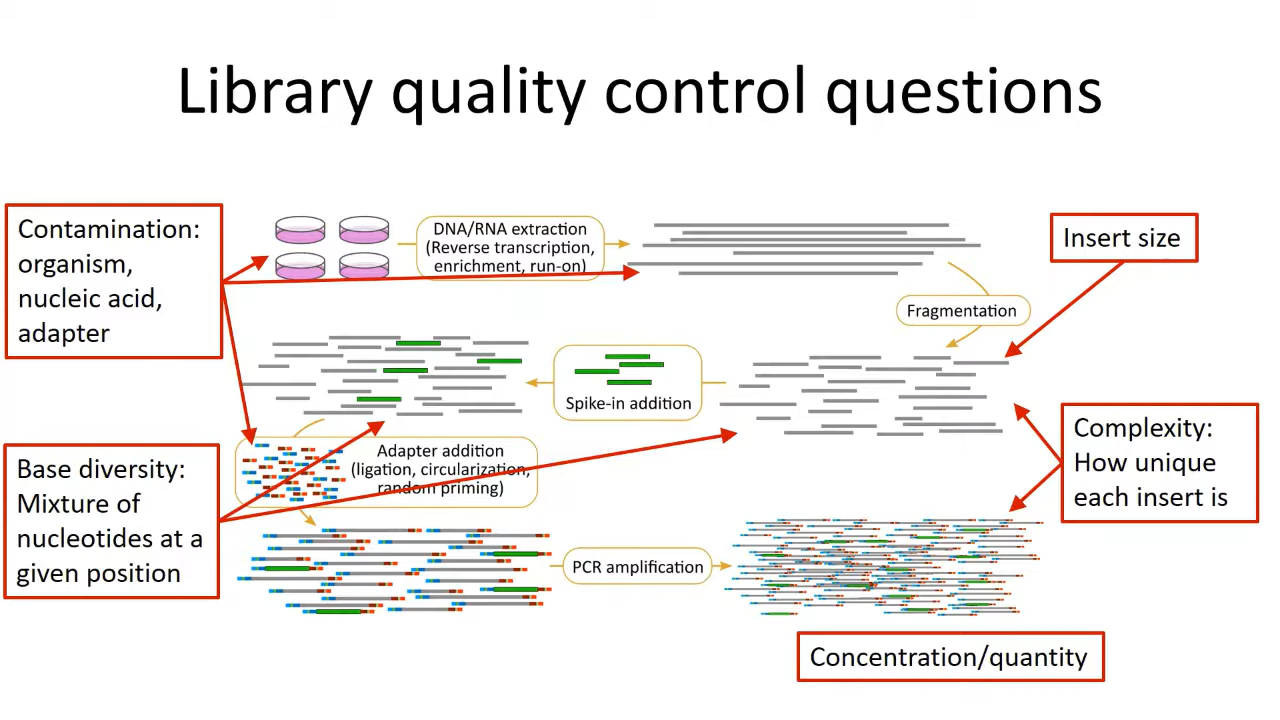 Library quality control questions
Contamination:
organism,
nucleic acid,
adapter
DNA/RNA extraction
(Reverse transcription,
enrichment, run-on)
Insert size
Fragmentation
Spike-in addition
Complexity:
How unique
each insert is
Base diversity:
Mixture of
nucleotides at a
given position
Adapter addition
(ligation, circularization,
random priming)
PCR amplification
Concentration/quantity